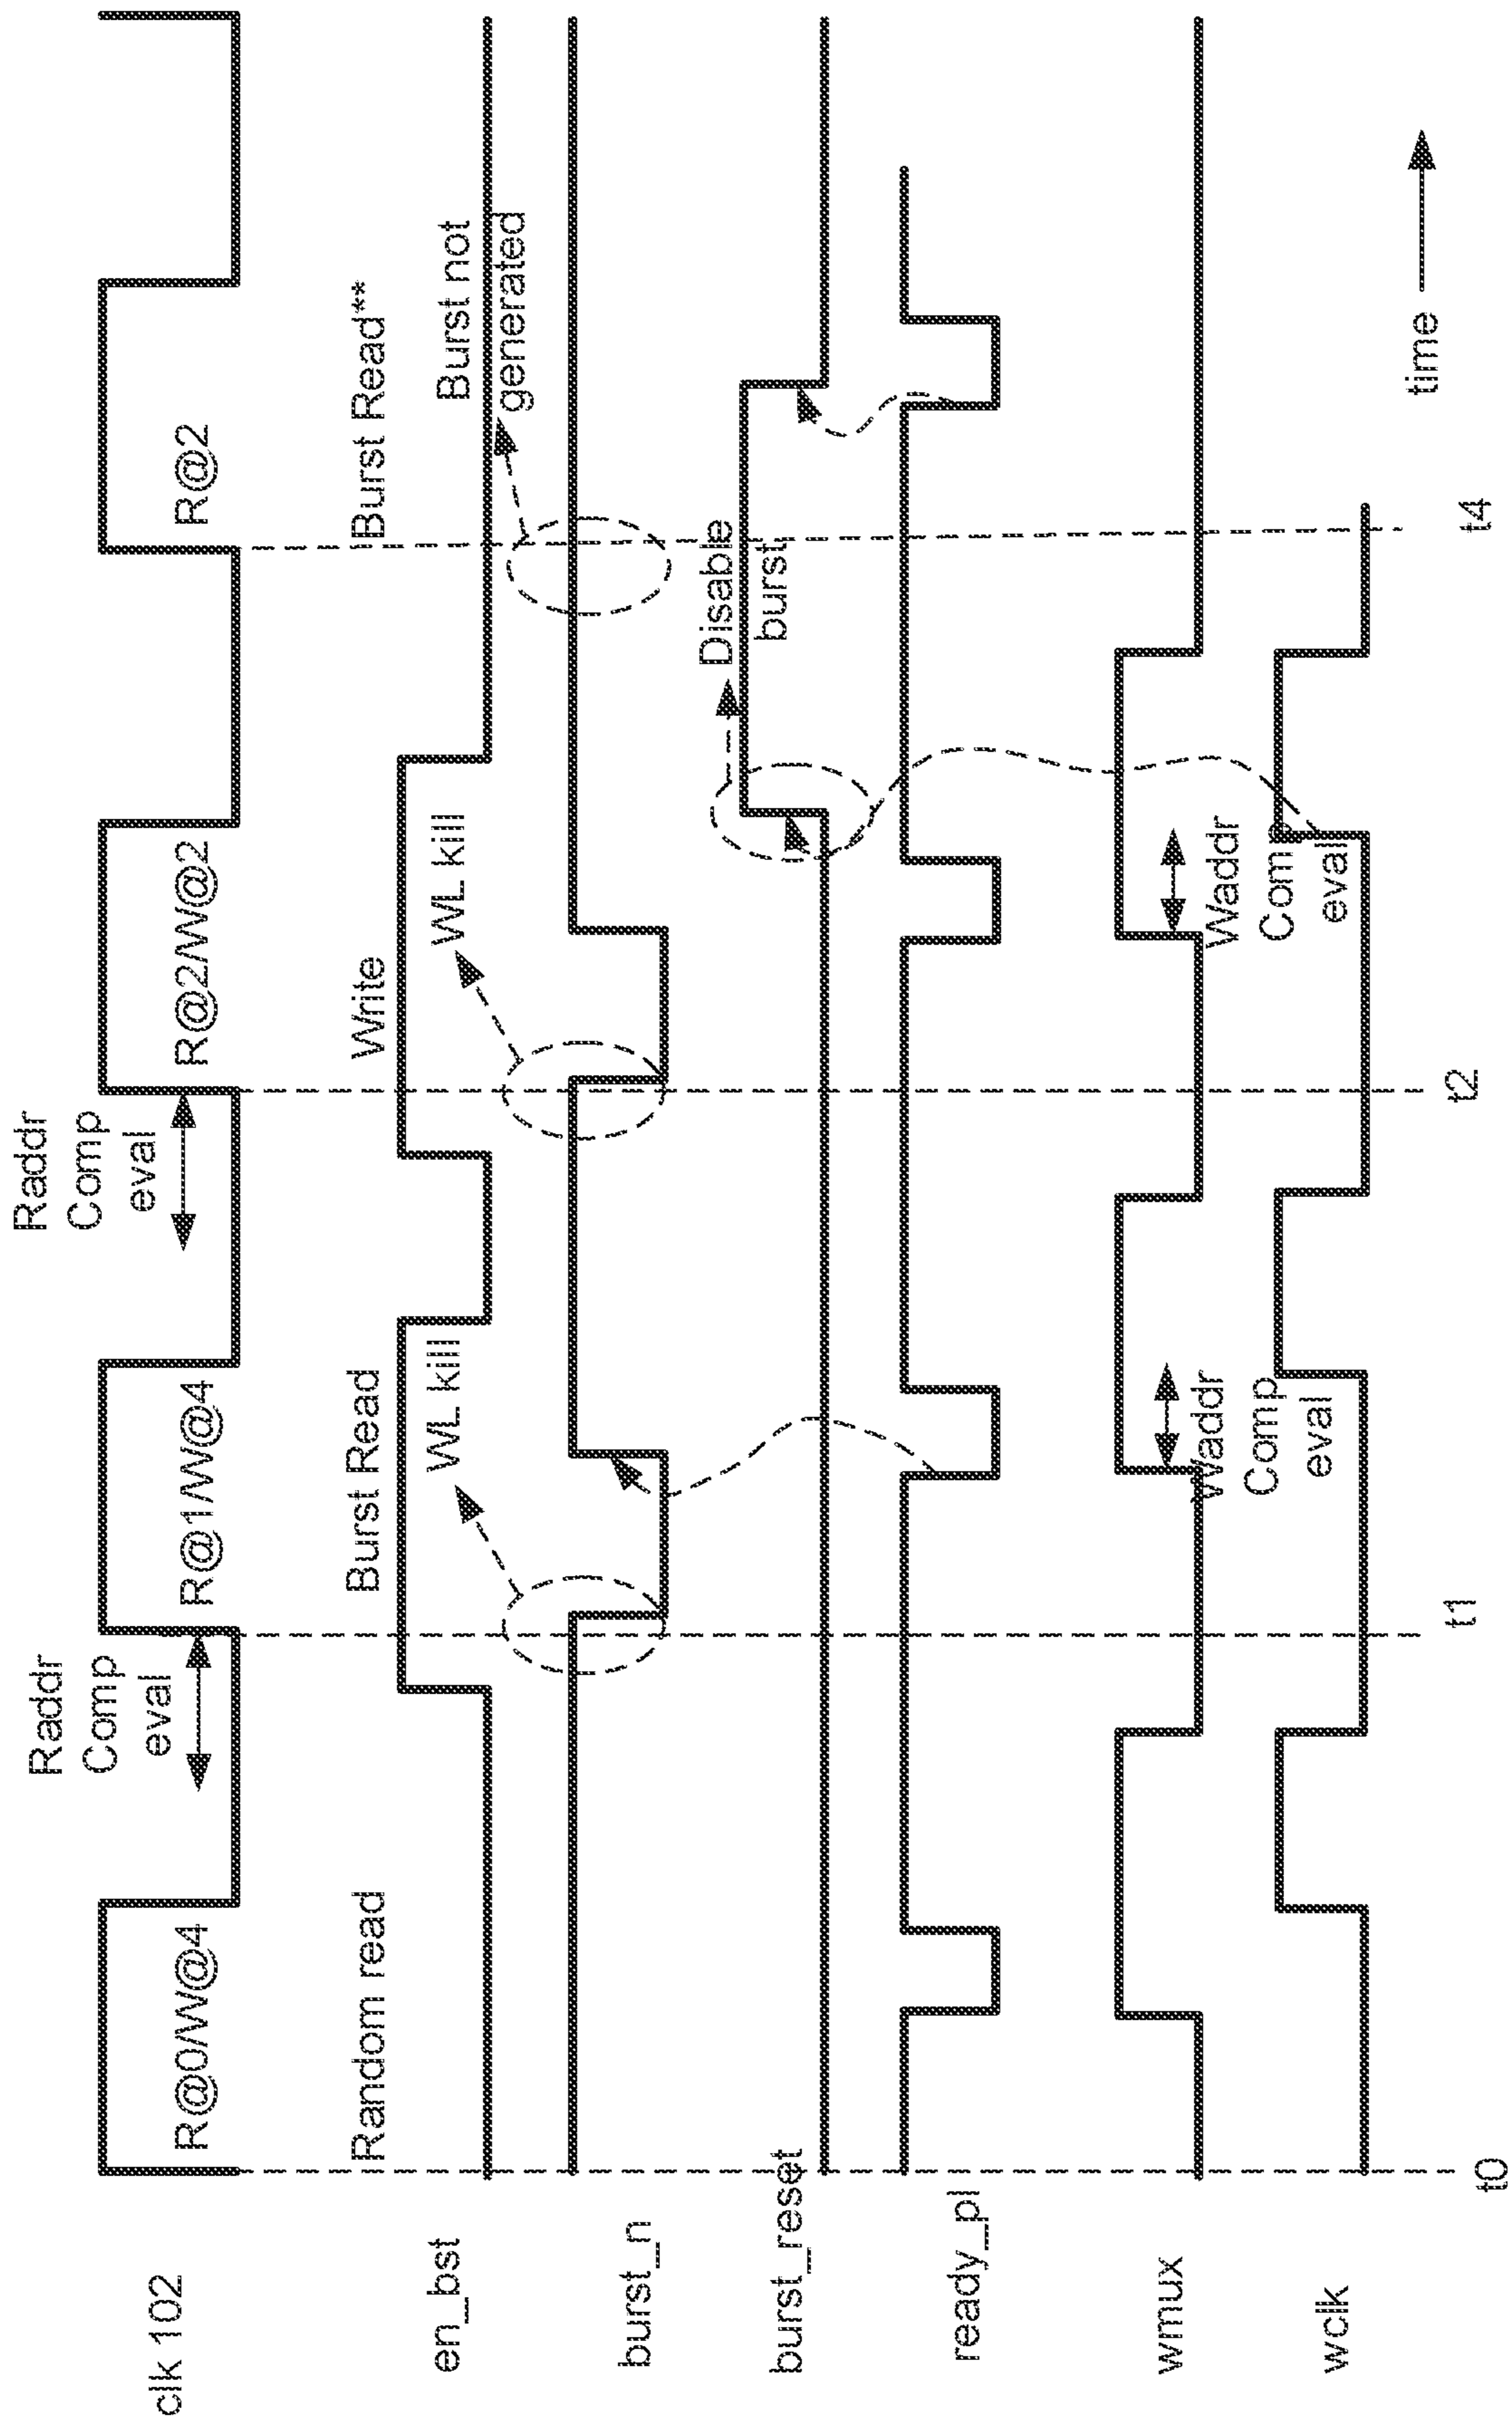 clk 102
R@0/W@4
Raddr
Comp
eval
R@1/W@4
Raddr
Comp
eval
R@2/W@2
R@2
Random read
Burst Read
Write
Burst Read**
en_bst
WL kill
WL kill
Burst not
generated
burst_n
burst_reset
Disable
burst
ready_pl
wmux
Waddr
Comp
eval
Waddr
Comp
eval
wclk
time
t0
t1
t2
t4